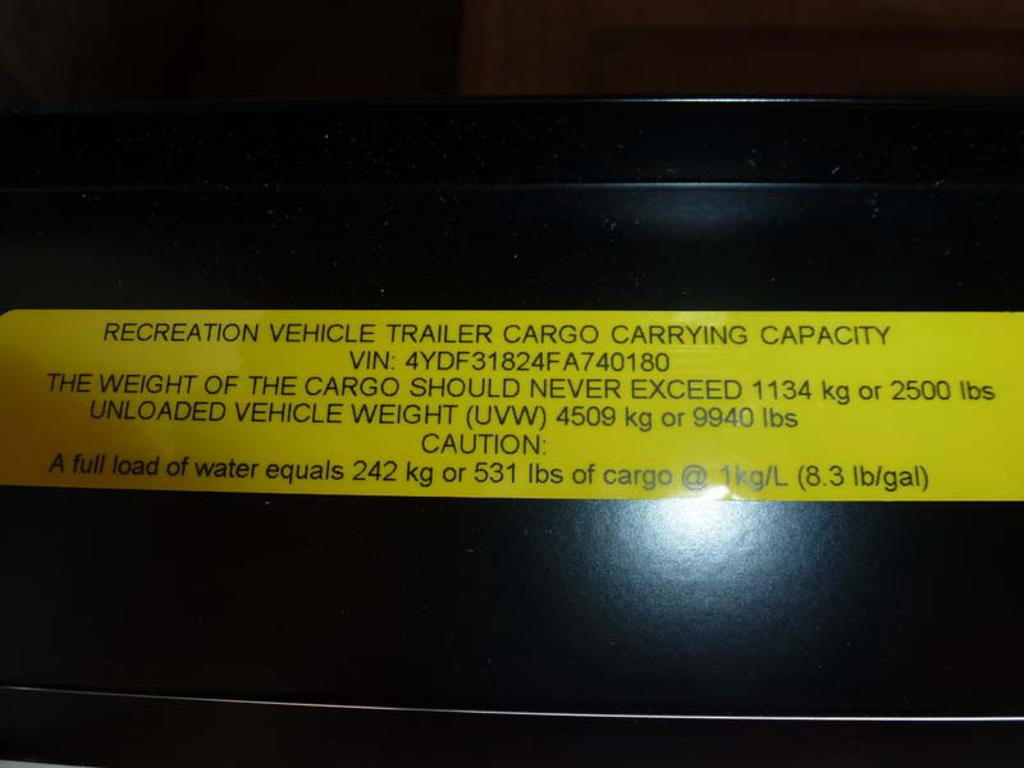 RECREATION VEHICLE TRAILER CARGO CARRYING CAPACITY
VIN: 4YDF31824FA740180
THE WEIGHT OF THE CARGO SHOULD NEVER EXCEED 1134 kg or 2500 lbs
UNLOADED VEHICLE WEIGHT (UVW) 4509 kg or 9940 lbs
CAUTION:
A full load of water equals 242 kg or 531 lbs of cargo @ 1kg/L (8.3 lb/gal)